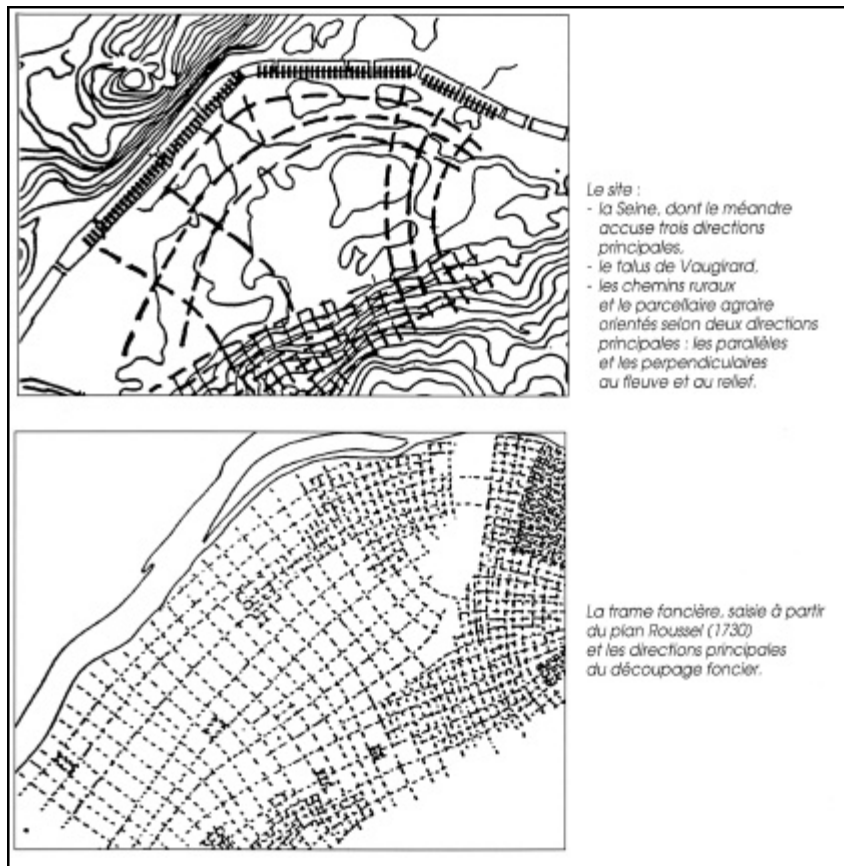 Le site :
- la Seine, dont le méandre
accuse trois directions
principales,
- le talus de Vaugirard,
- les chemins ruraux
et le parcellaire agraire
orientés selon deux directions
principales : les parallèles
et les perpendiculaires
au fleuve et au relief.
La trame foncière, saisie à partir
du plan Roussel (1730)
et les directions principales
du découpage foncier.